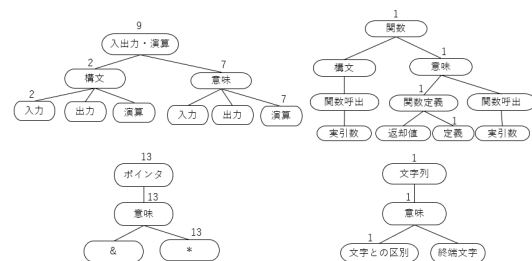 9
入出力・演算
2
7
構文
意味
2
7
入力
出力
演算
入力
出力
演算
1
関数
1
構文
意味
1
関数呼出
関数定義
関数呼出
1
1
実引数
返却値
定義
実引数
13
ポインタ
13
意味
13
&
*
1
文字列
1
意味
1
文字との区別
終端文字